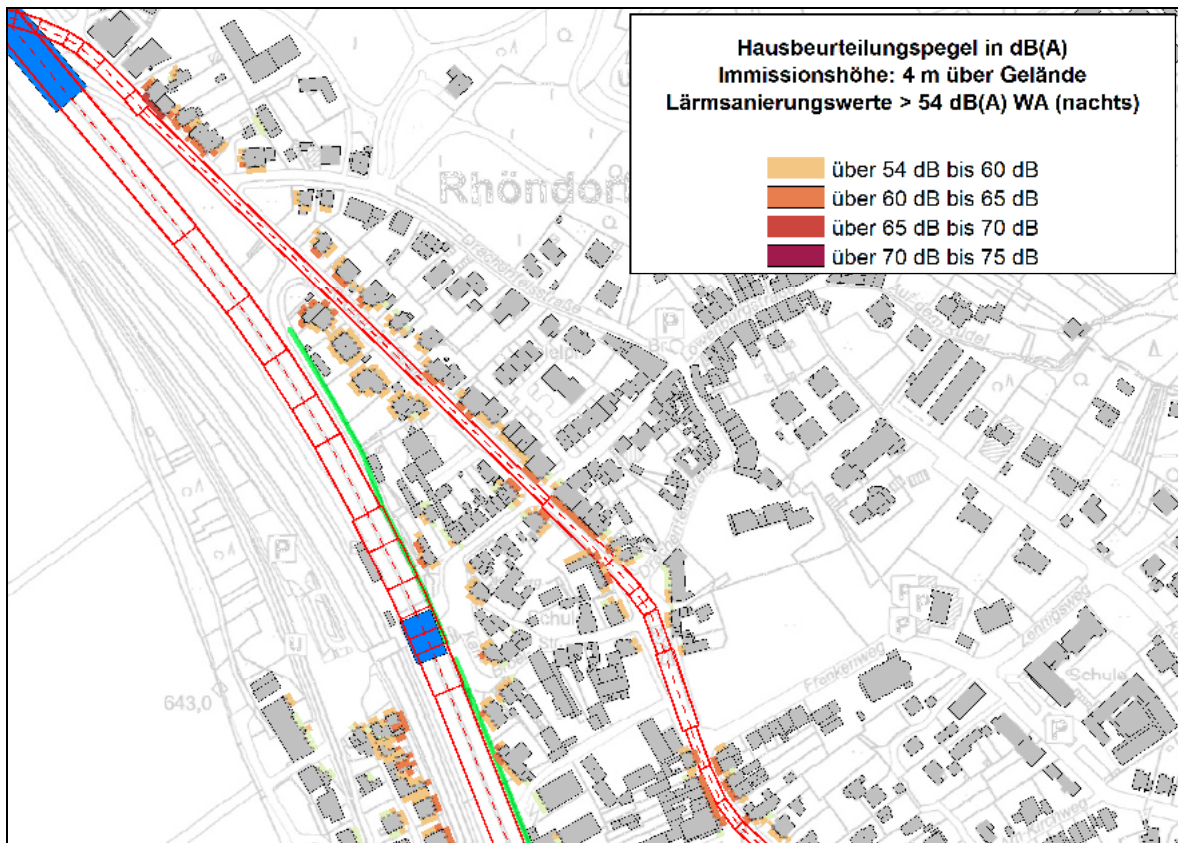 Hausbeurteilungspegel in dB(A)
Immissionshöhe: 4 m über Gelände
Lärmsanierungswerte > 54 dB(A) WA (nachts)
über 54 dB bis 60 dB
über 60 dB bis 65 dB
über 65 dB bis 70 dB
über 70 dB bis 75 dB
Rhöndorf
P
P
P
P
Frankenweg
Schule
P
643,0